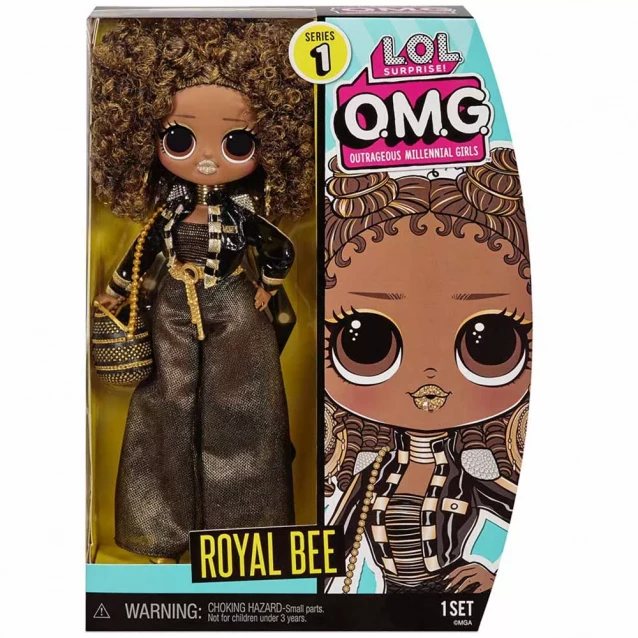 SERIES
1
L.O.L.
SURPRISE!
O.M.G.
OUTRAGEOUS MILLENNIAL GIRLS
ROYAL BEE
WARNING: CHOKING HAZARD-Small parts.
Not for children under 3 years.
1 SET
©MGA